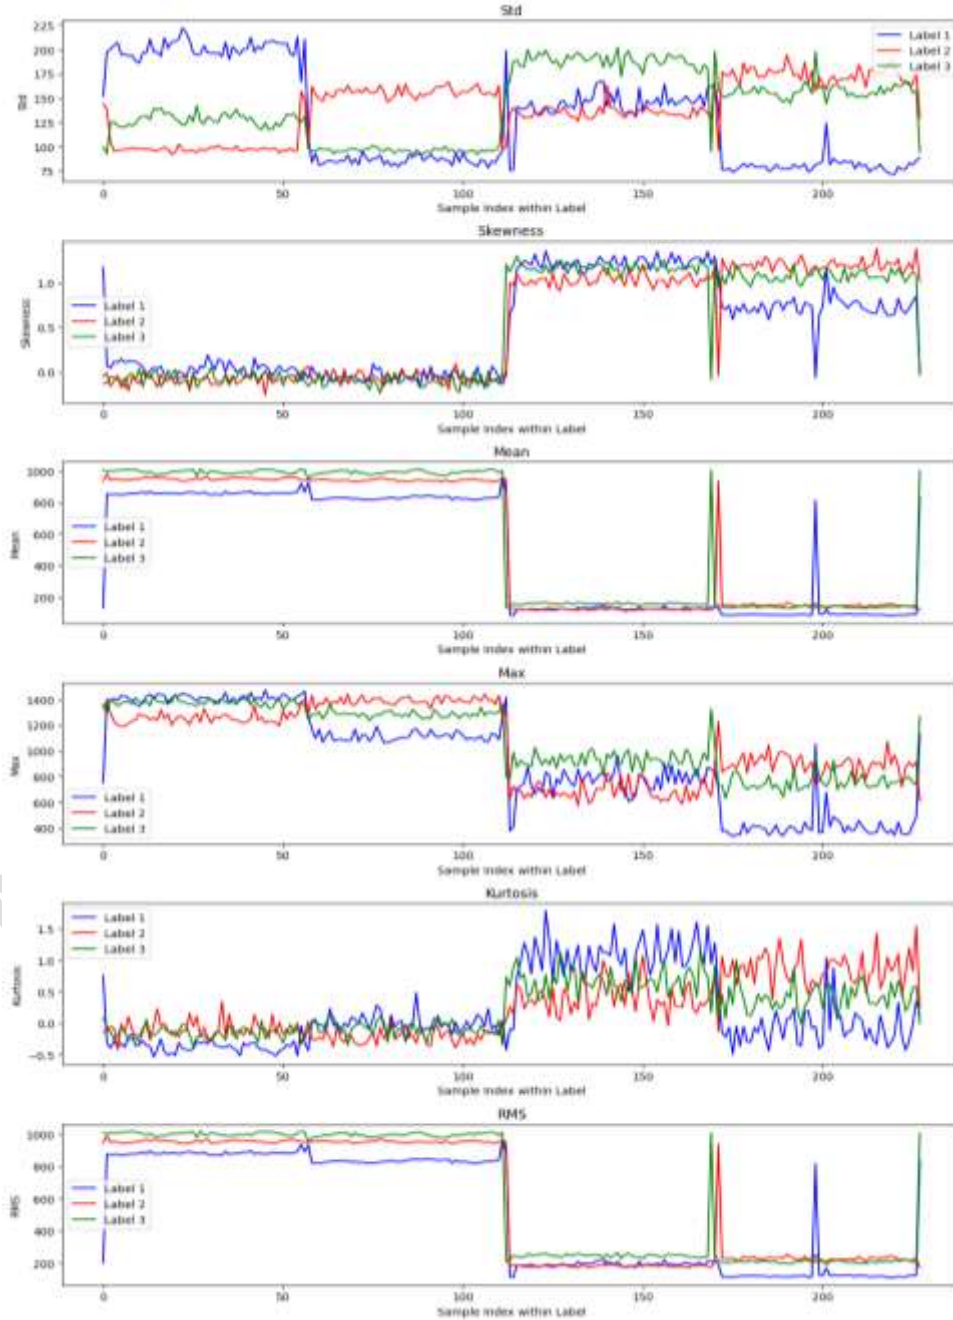 Std
225
200
175
150
125
100
75
Std
Label 1
Label 2
Label 3
0 50 100 150 200
Sample Index within Label
Skewness
1.0
0.5
0.0
Skewness
Label 1
Label 2
Label 3
0 50 100 150 200
Sample Index within Label
Mean
1000
800
600
400
200
Mean
Label 1
Label 2
Label 3
0 50 100 150 200
Sample Index within Label
Max
1400
1200
1000
800
600
400
Max
Label 1
Label 2
Label 3
0 50 100 150 200
Sample Index within Label
Kurtosis
1.5
1.0
0.5
0.0
−0.5
Kurtosis
Label 1
Label 2
Label 3
0 50 100 150 200
Sample Index within Label
RMS
1000
800
600
400
200
RMS
Label 1
Label 2
Label 3
0 50 100 150 200
Sample Index within Label